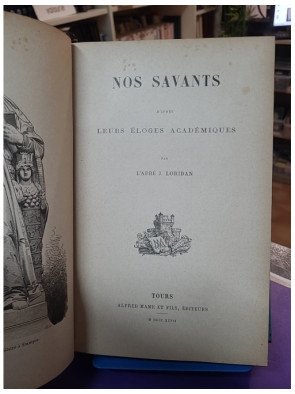 NOS SAVANTS
D'APRÈS
LEURS ÉLOGES ACADÉMIQUES
PAR
L'ABBÉ J. LORIDAN
TOURS
ALFRED MAME ET FILS, ÉDITEURS